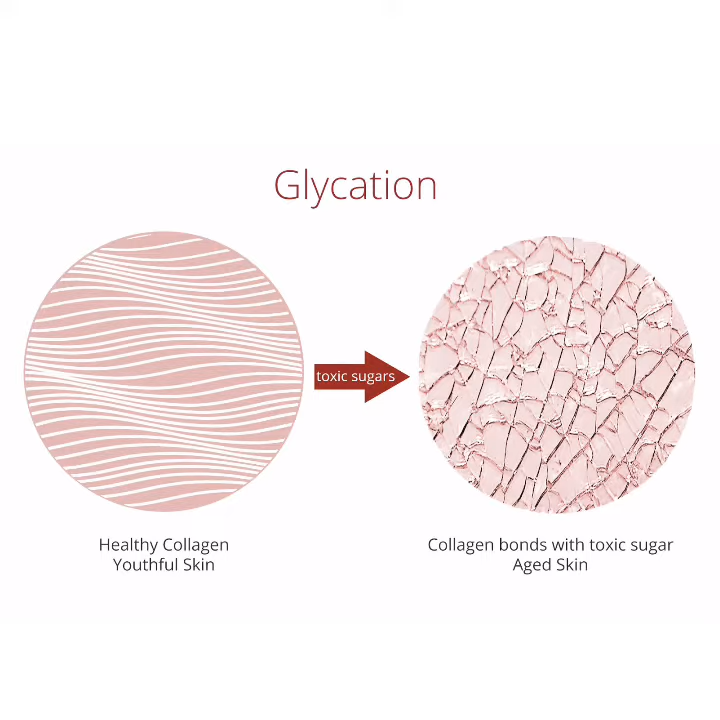 Glycation
toxic sugars
Healthy Collagen
Youthful Skin
Collagen bonds with toxic sugar
Aged Skin